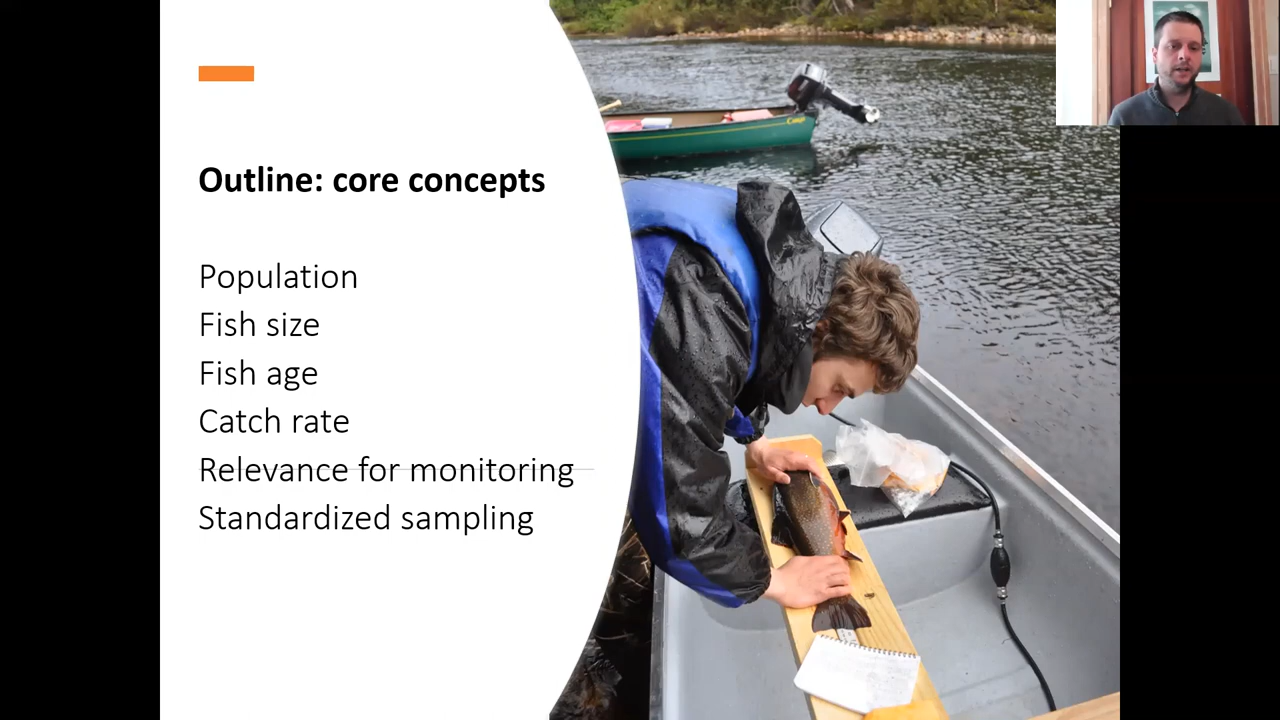 Outline: core concepts
Population
Fish size
Fish age
Catch rate
Relevance for monitoring
Standardized sampling